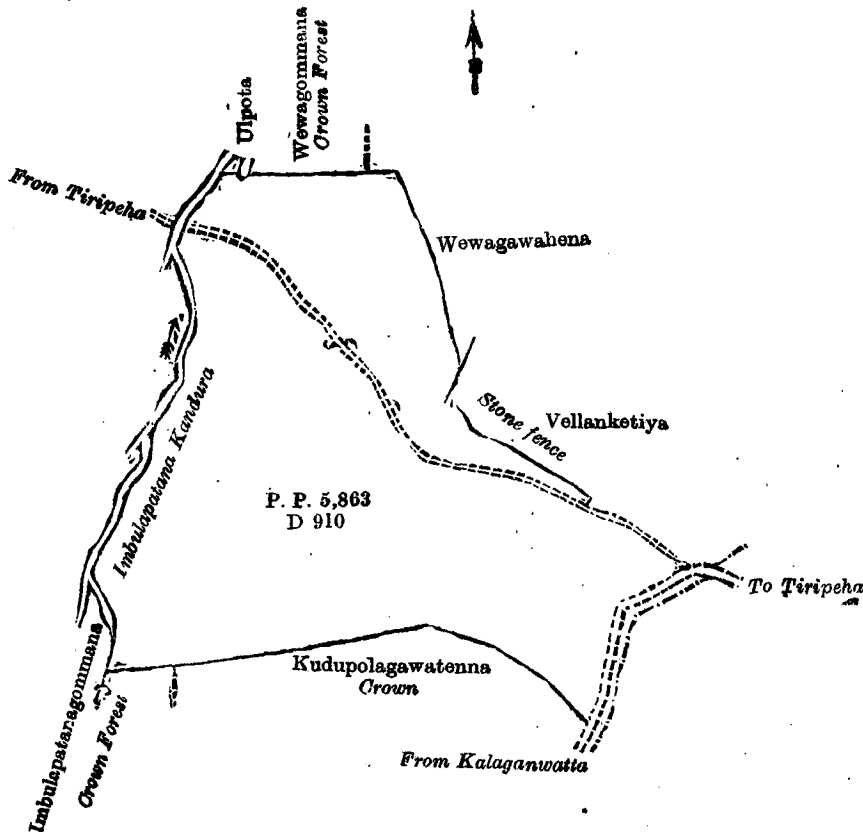 Ulpota
Wewagommana
Crown Forest
From Tiripeha
Wewagawahena
Stone fence
Vellanketiya
Imbulapatana Kandura
P. P. 5,863
D 910
To Tiripeha
Kudupolagawatenna
Crown
Imbulapatanagommana
Crown Forest
From Kalaganwatta